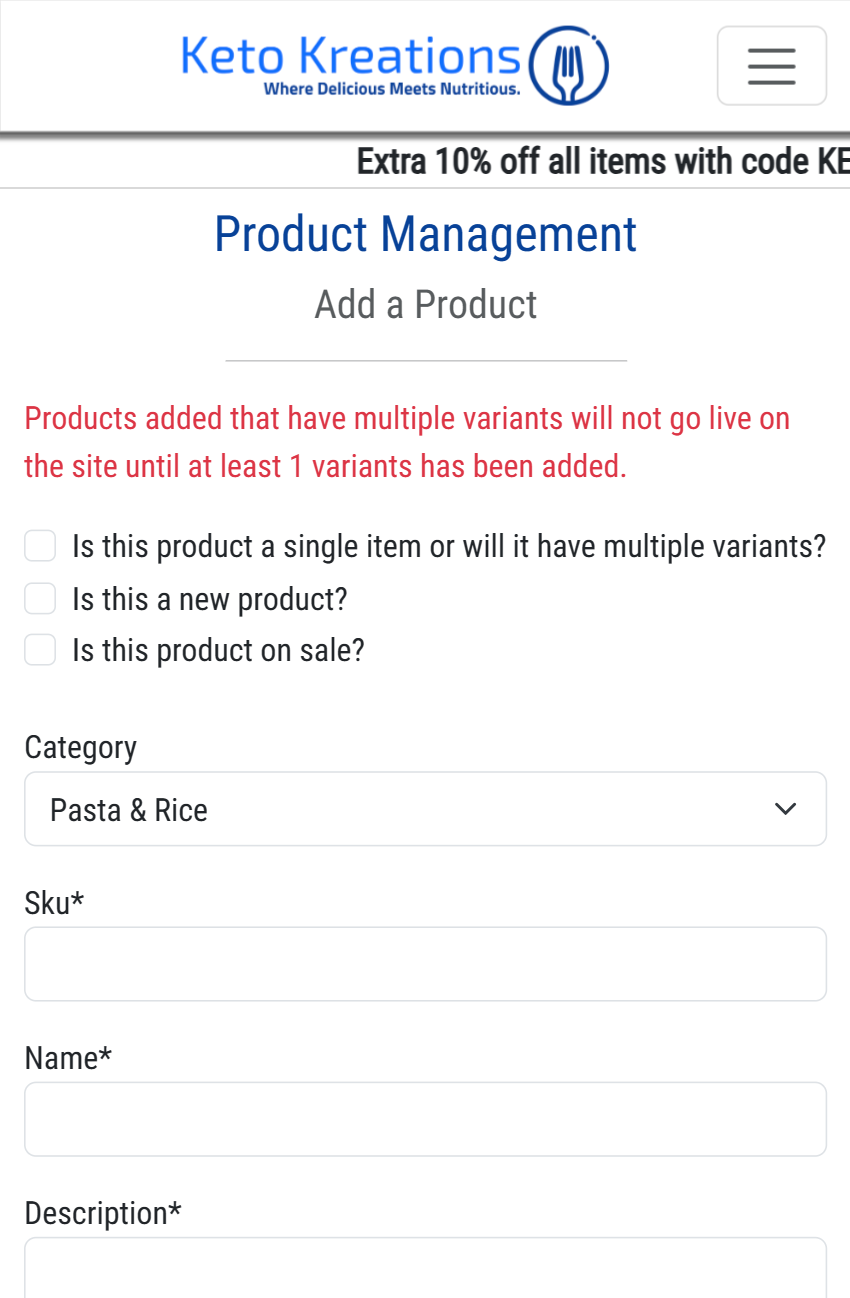 Keto Kreations
Where Delicious Meets Nutritious.
Extra 10% off all items with code KE
Product Management
Add a Product
Products added that have multiple variants will not go live on
the site until at least 1 variants has been added.
Is this product a single item or will it have multiple variants?
Is this a new product?
Is this product on sale?
Category
Pasta & Rice
Sku*
Name*
Description*